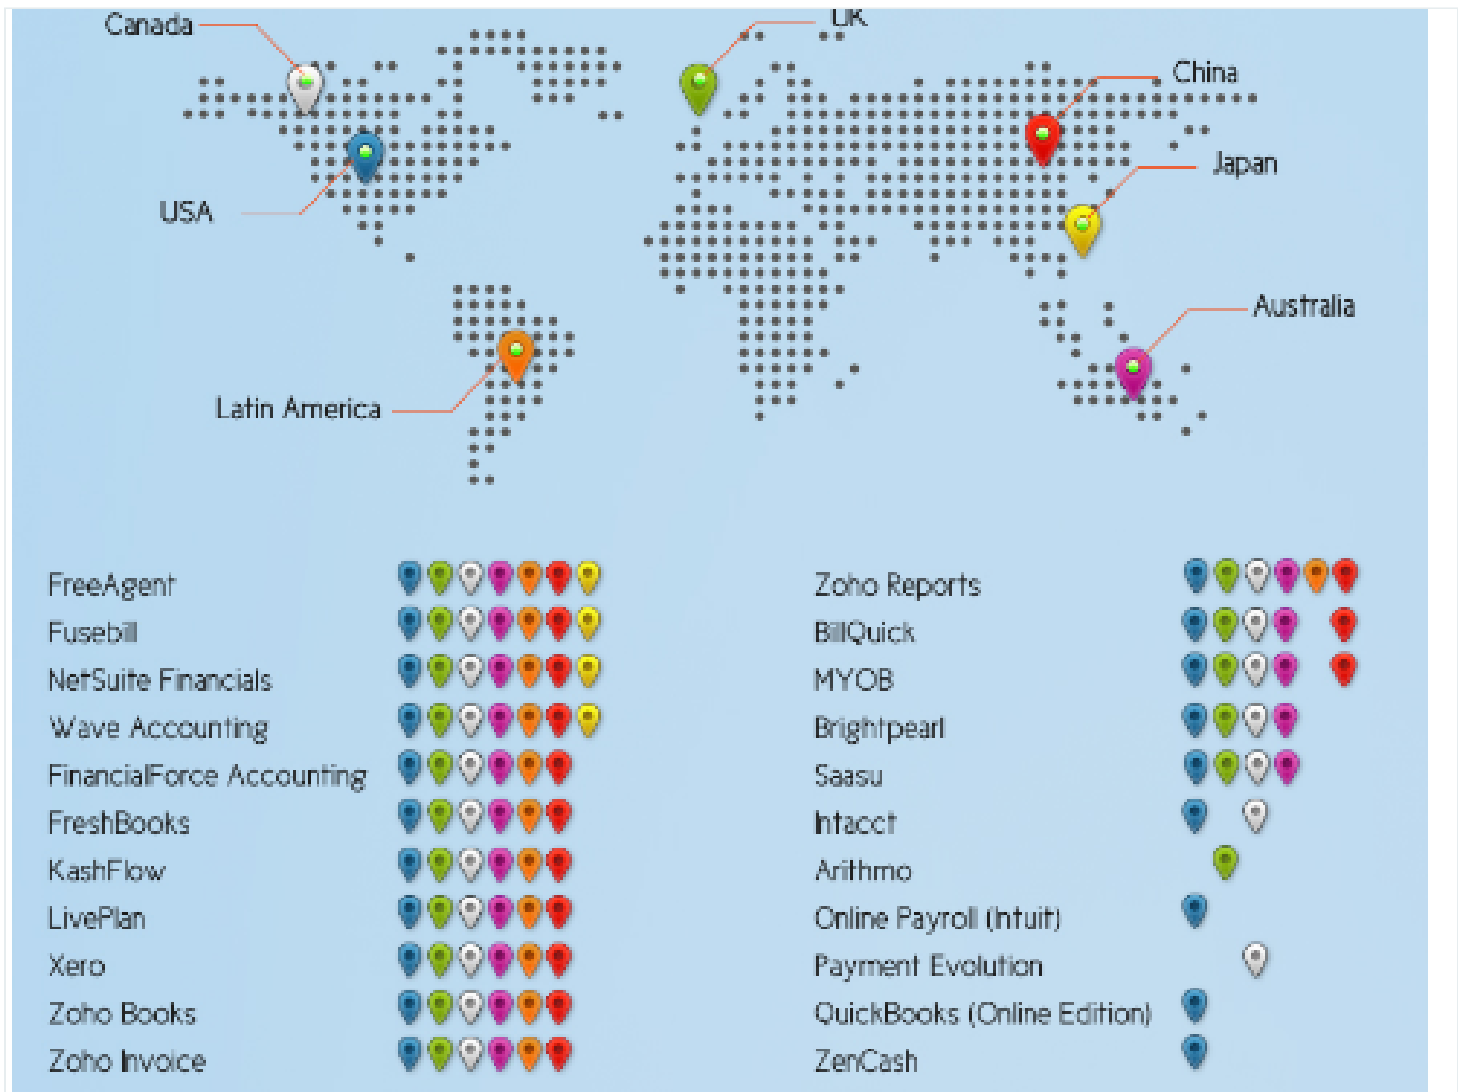 Canada
UK
China
Japan
USA
Australia
Latin America
FreeAgent
Fusebill
NetSuite Financials
Wave Accounting
FinancialForce Accounting
FreshBooks
KashFlow
LivePlan
Xero
Zoho Books
Zoho Invoice
Zoho Reports
BillQuick
MYOB
Brightpearl
Saasu
Intacct
Arithmo
Online Payroll (Intuit)
Payment Evolution
QuickBooks (Online Edition)
ZenCash